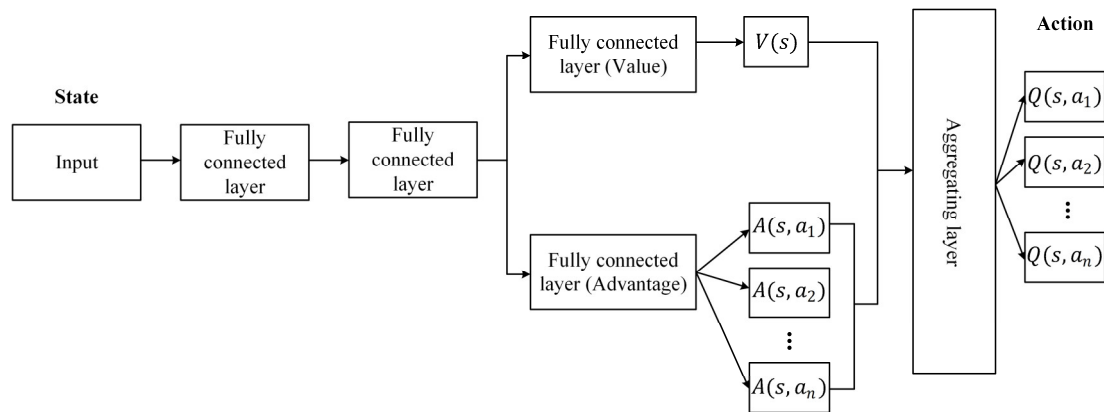 State
Input
Fully
connected
layer
Fully
connected
layer
Fully connected
layer (Value)
V(s)
Fully connected
layer (Advantage)
A(s, a₁)
A(s, a₂)
...
A(s, aₙ)
Aggregating layer
Action
Q(s, a₁)
Q(s, a₂)
...
Q(s, aₙ)